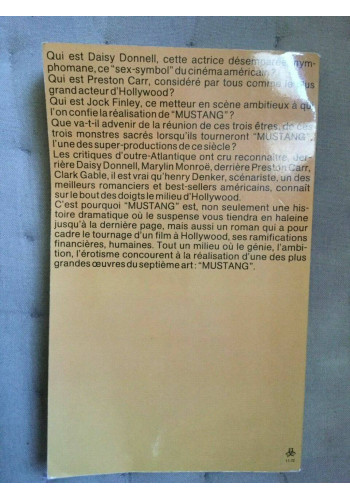 Qui est Daisy Donnell, cette actrice désemparée, nym-
phomane, ce "sex-symbol" du cinéma américain?
Qui est Preston Carr, considéré par tous comme le plus
grand acteur d'Hollywood?
Qui est Jock Finley, ce metteur en scène ambitieux à qui
l'on confie la réalisation de "MUSTANG"?
Que va-t-il advenir de la réunion de ces trois êtres, de ces
trois monstres sacrés lorsqu'ils tourneront "MUSTANG",
l'une des super-productions de ce siècle?
Les critiques d'outre-Atlantique ont cru reconnaître, der-
rière Daisy Donnell, Marylin Monroë, derrière Preston Carr,
Clark Gable, il est vrai qu'henry Denker, scénariste, un des
meilleurs romanciers et best-sellers américains, connaît
sur le bout des doigts le milieu d'Hollywood.
C'est pourquoi "MUSTANG" est, non seulement une his-
toire dramatique où le suspense vous tiendra en haleine
jusqu'à la dernière page, mais aussi un roman qui a pour
cadre le tournage d'un film à Hollywood, ses ramifications
financières, humaines. Tout un milieu où le génie, l'ambi-
tion, l'érotisme concourent à la réalisation d'une des plus
grandes œuvres du septième art: "MUSTANG".